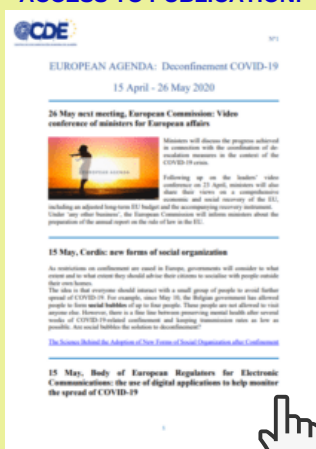 ACCESS TO PUBLICATION:
CDE
Nº1
EUROPEAN AGENDA: Deconfinement COVID-19
15 April - 26 May 2020
26 May next meeting, European Commission: Video
conference of ministers for European affairs
EUROPEAN AGENDA
Ministers will discuss the progress achieved
in connection with the coordination of de-
escalation measures in the context of the
COVID-19 crisis.
Following up on the leaders' video
conference on 23 April, ministers will also
share their views on a comprehensive
economic and social recovery of the EU,
including an adjusted long-term EU budget and the accompanying recovery instrument.
Under 'any other business', the European Commission will inform ministers about the
preparation of the annual report on the rule of law in the EU.
15 May, Cordis: new forms of social organization
As restrictions on confinement are eased in Europe, governments will consider to what
extent and to what extent they should advise their citizens to socialise with people outside
their own homes.
The idea is that everyone should interact with a small group of people to avoid further
spread of COVID-19. For example, since May 10, the Belgian government has allowed
people to form social bubbles of up to four people. These people are not allowed to visit
anyone else. However, there is a fine line between preserving mental health after several
weeks of COVID-19-related confinement and keeping transmission rates as low as
possible. Are social bubbles the solution to deconfinement?
The Science Behind the Adoption of New Forms of Social Organization after Confinement
15 May, Body of European Regulators for Electronic
Communications: the use of digital applications to help monitor
the spread of COVID-19
1